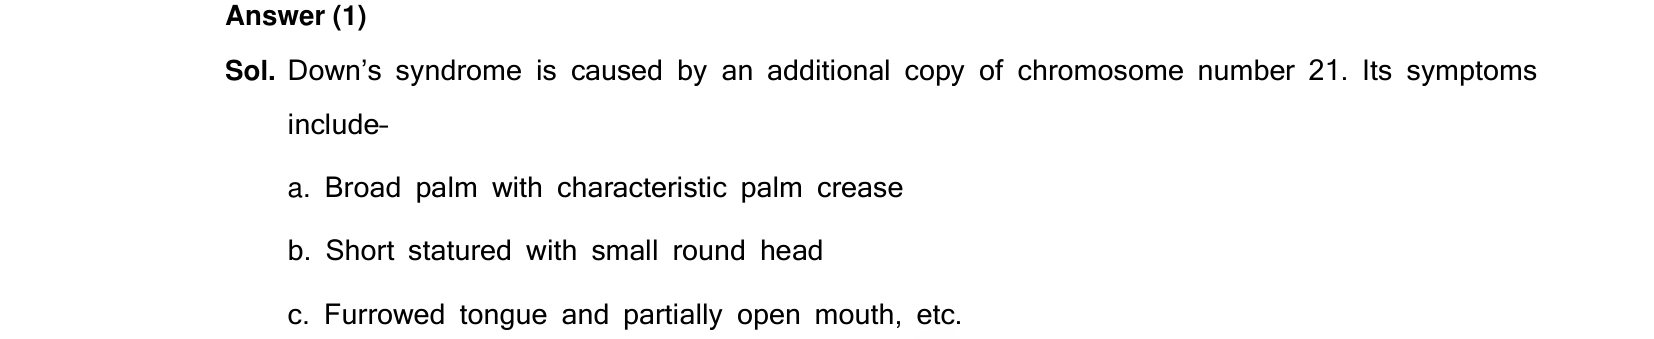 Answer (1)
Sol. Down’s syndrome is caused by an additional copy of chromosome number 21. Its symptoms
include-
a. Broad palm with characteristic palm crease
b. Short statured with small round head
c. Furrowed tongue and partially open mouth, etc.